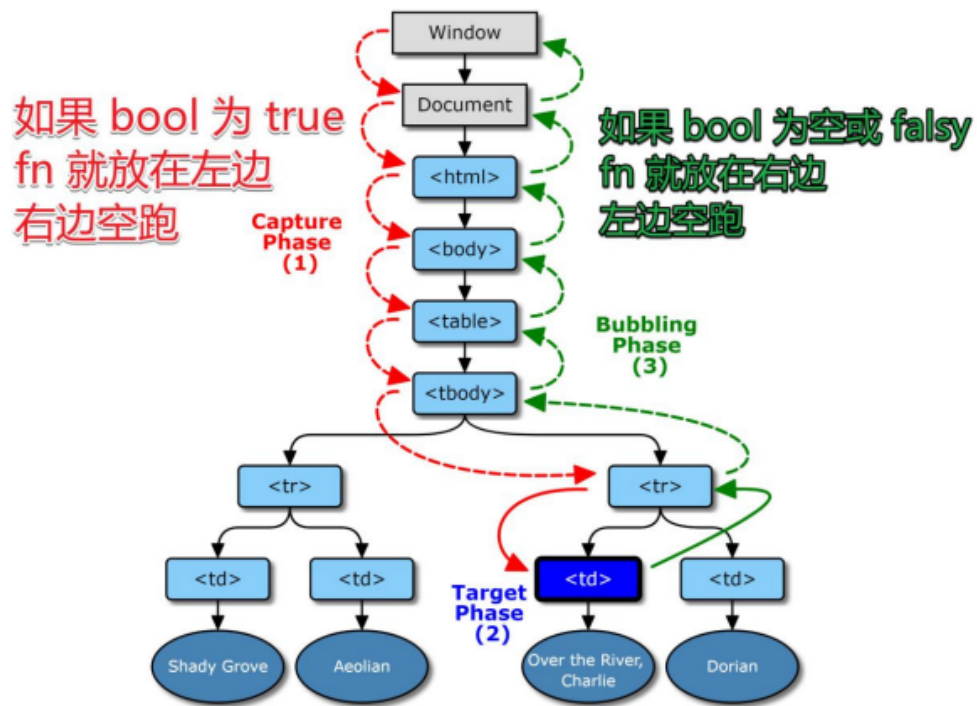 Window
Document
如果 bool 为 true
fn 就放在左边
右边空跑
如果 bool 为空或 falsy
fn 就放在右边
左边空跑
<html>
Capture
Phase
(1)
<body>
<table>
Bubbling
Phase
(3)
<tbody>
<tr>
<tr>
<td>
<td>
<td>
<td>
Target
Phase
(2)
Shady Grove
Aeolian
Over the River,
Charlie
Dorian